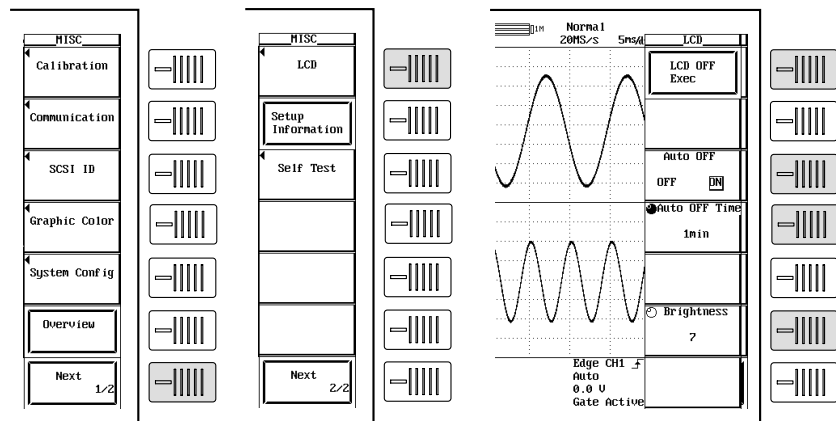 MISC
Calibration
Communication
SCSI ID
Graphic Color
System Config
Overview
Next
1/2
MISC
LCD
Setup
Information
Self Test
Next
2/2
1M Normal
20MS/s 5ms/d
LCD
LCD OFF
Exec
Auto OFF
OFF ON
Auto OFF Time
1min
Brightness
7
Edge CH1
Auto
0.0 V
Gate Active